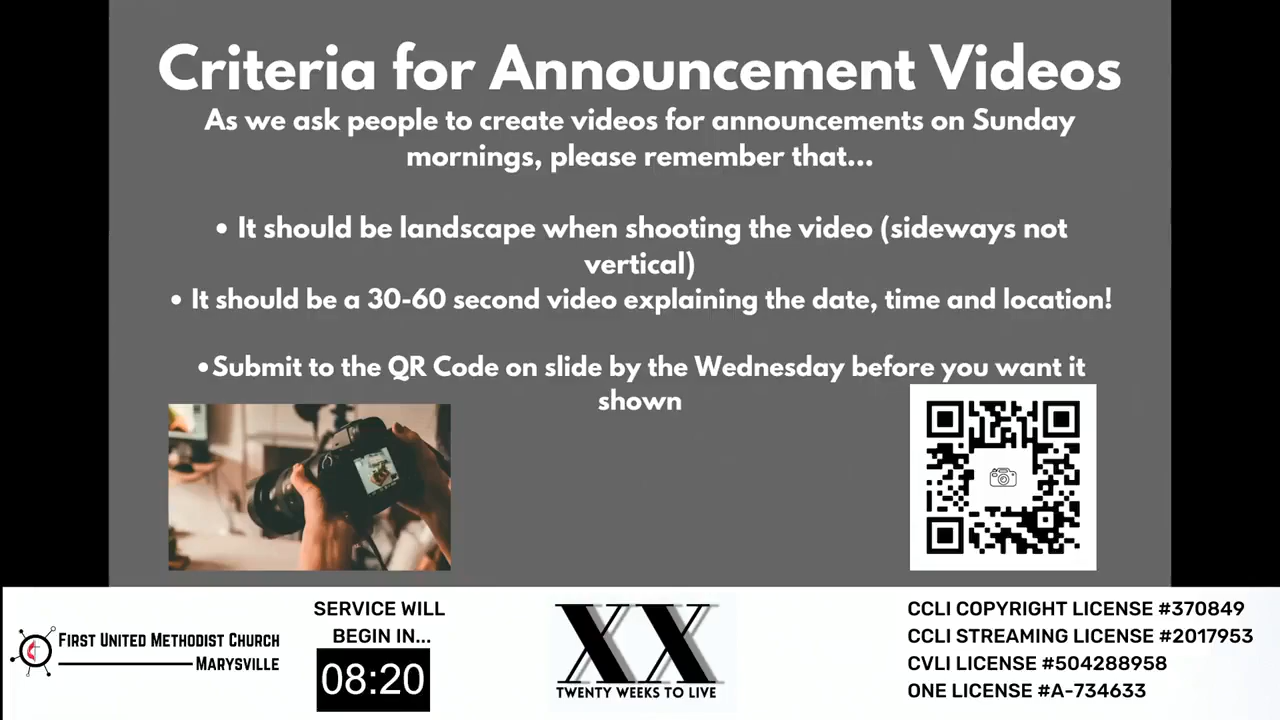 Criteria for Announcement Videos
As we ask people to create videos for announcements on Sunday
mornings, please remember that...
• It should be landscape when shooting the video (sideways not
vertical)
• It should be a 30-60 second video explaining the date, time and location!
•Submit to the QR Code on slide by the Wednesday before you want it
shown
First United Methodist Church
Marysville
SERVICE WILL
BEGIN IN...
08:20
XX
TWENTY WEEKS TO LIVE
CCLI COPYRIGHT LICENSE #370849
CCLI STREAMING LICENSE #2017953
CVLI LICENSE #504288958
ONE LICENSE #A-734633